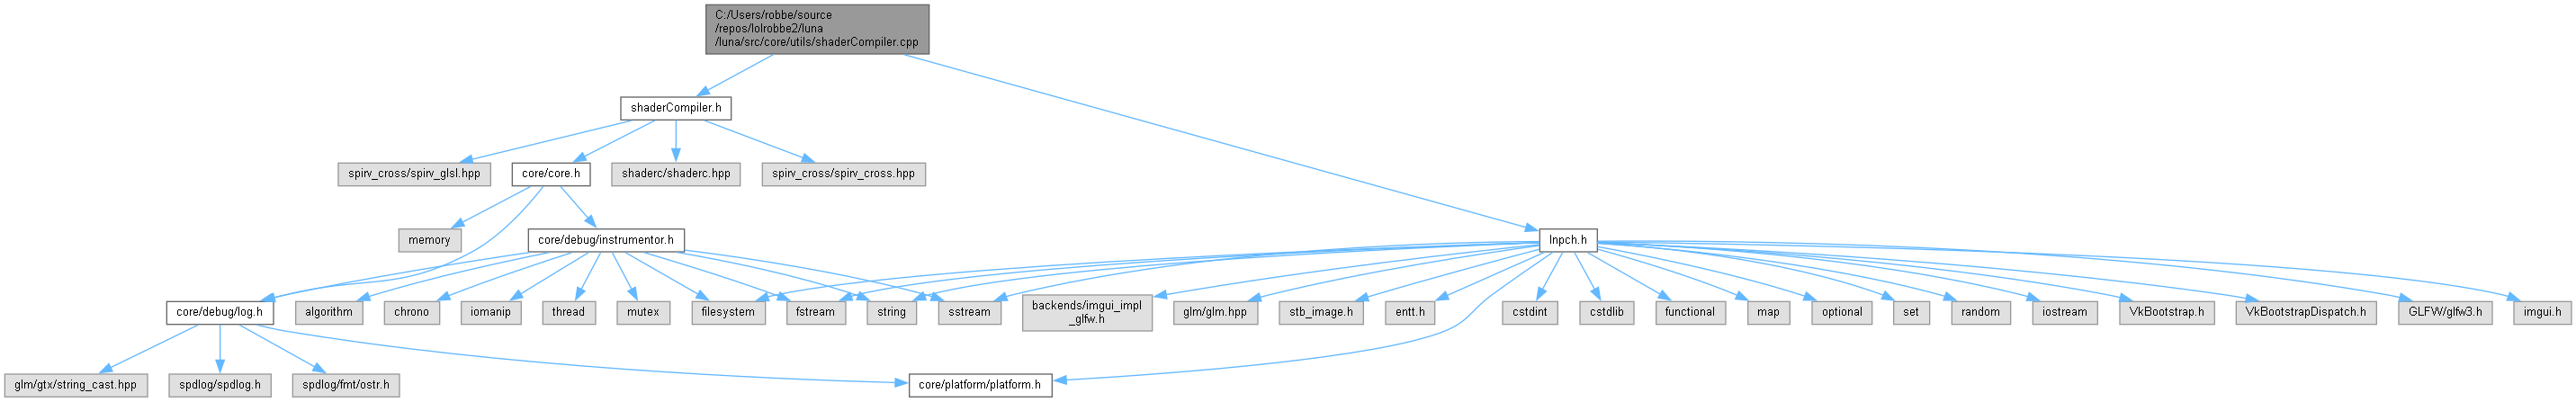 C:/Users/robbe/source
/repos/lolrobbe2/luna
/luna/src/core/utils/shaderCompiler.cpp
shaderCompiler.h
spirv_cross/spirv_glsl.hpp
core/core.h
shaderc/shaderc.hpp
spirv_cross/spirv_cross.hpp
memory
core/debug/instrumentor.h
lnpch.h
core/debug/log.h
algorithm
chrono
iomanip
thread
mutex
filesystem
fstream
string
sstream
backends/imgui_impl
_glfw.h
glm/glm.hpp
stb_image.h
entt.h
cstdint
cstdlib
functional
map
optional
set
random
iostream
VkBootstrap.h
VkBootstrapDispatch.h
GLFW/glfw3.h
imgui.h
glm/gtx/string_cast.hpp
spdlog/spdlog.h
spdlog/fmt/ostr.h
core/platform/platform.h